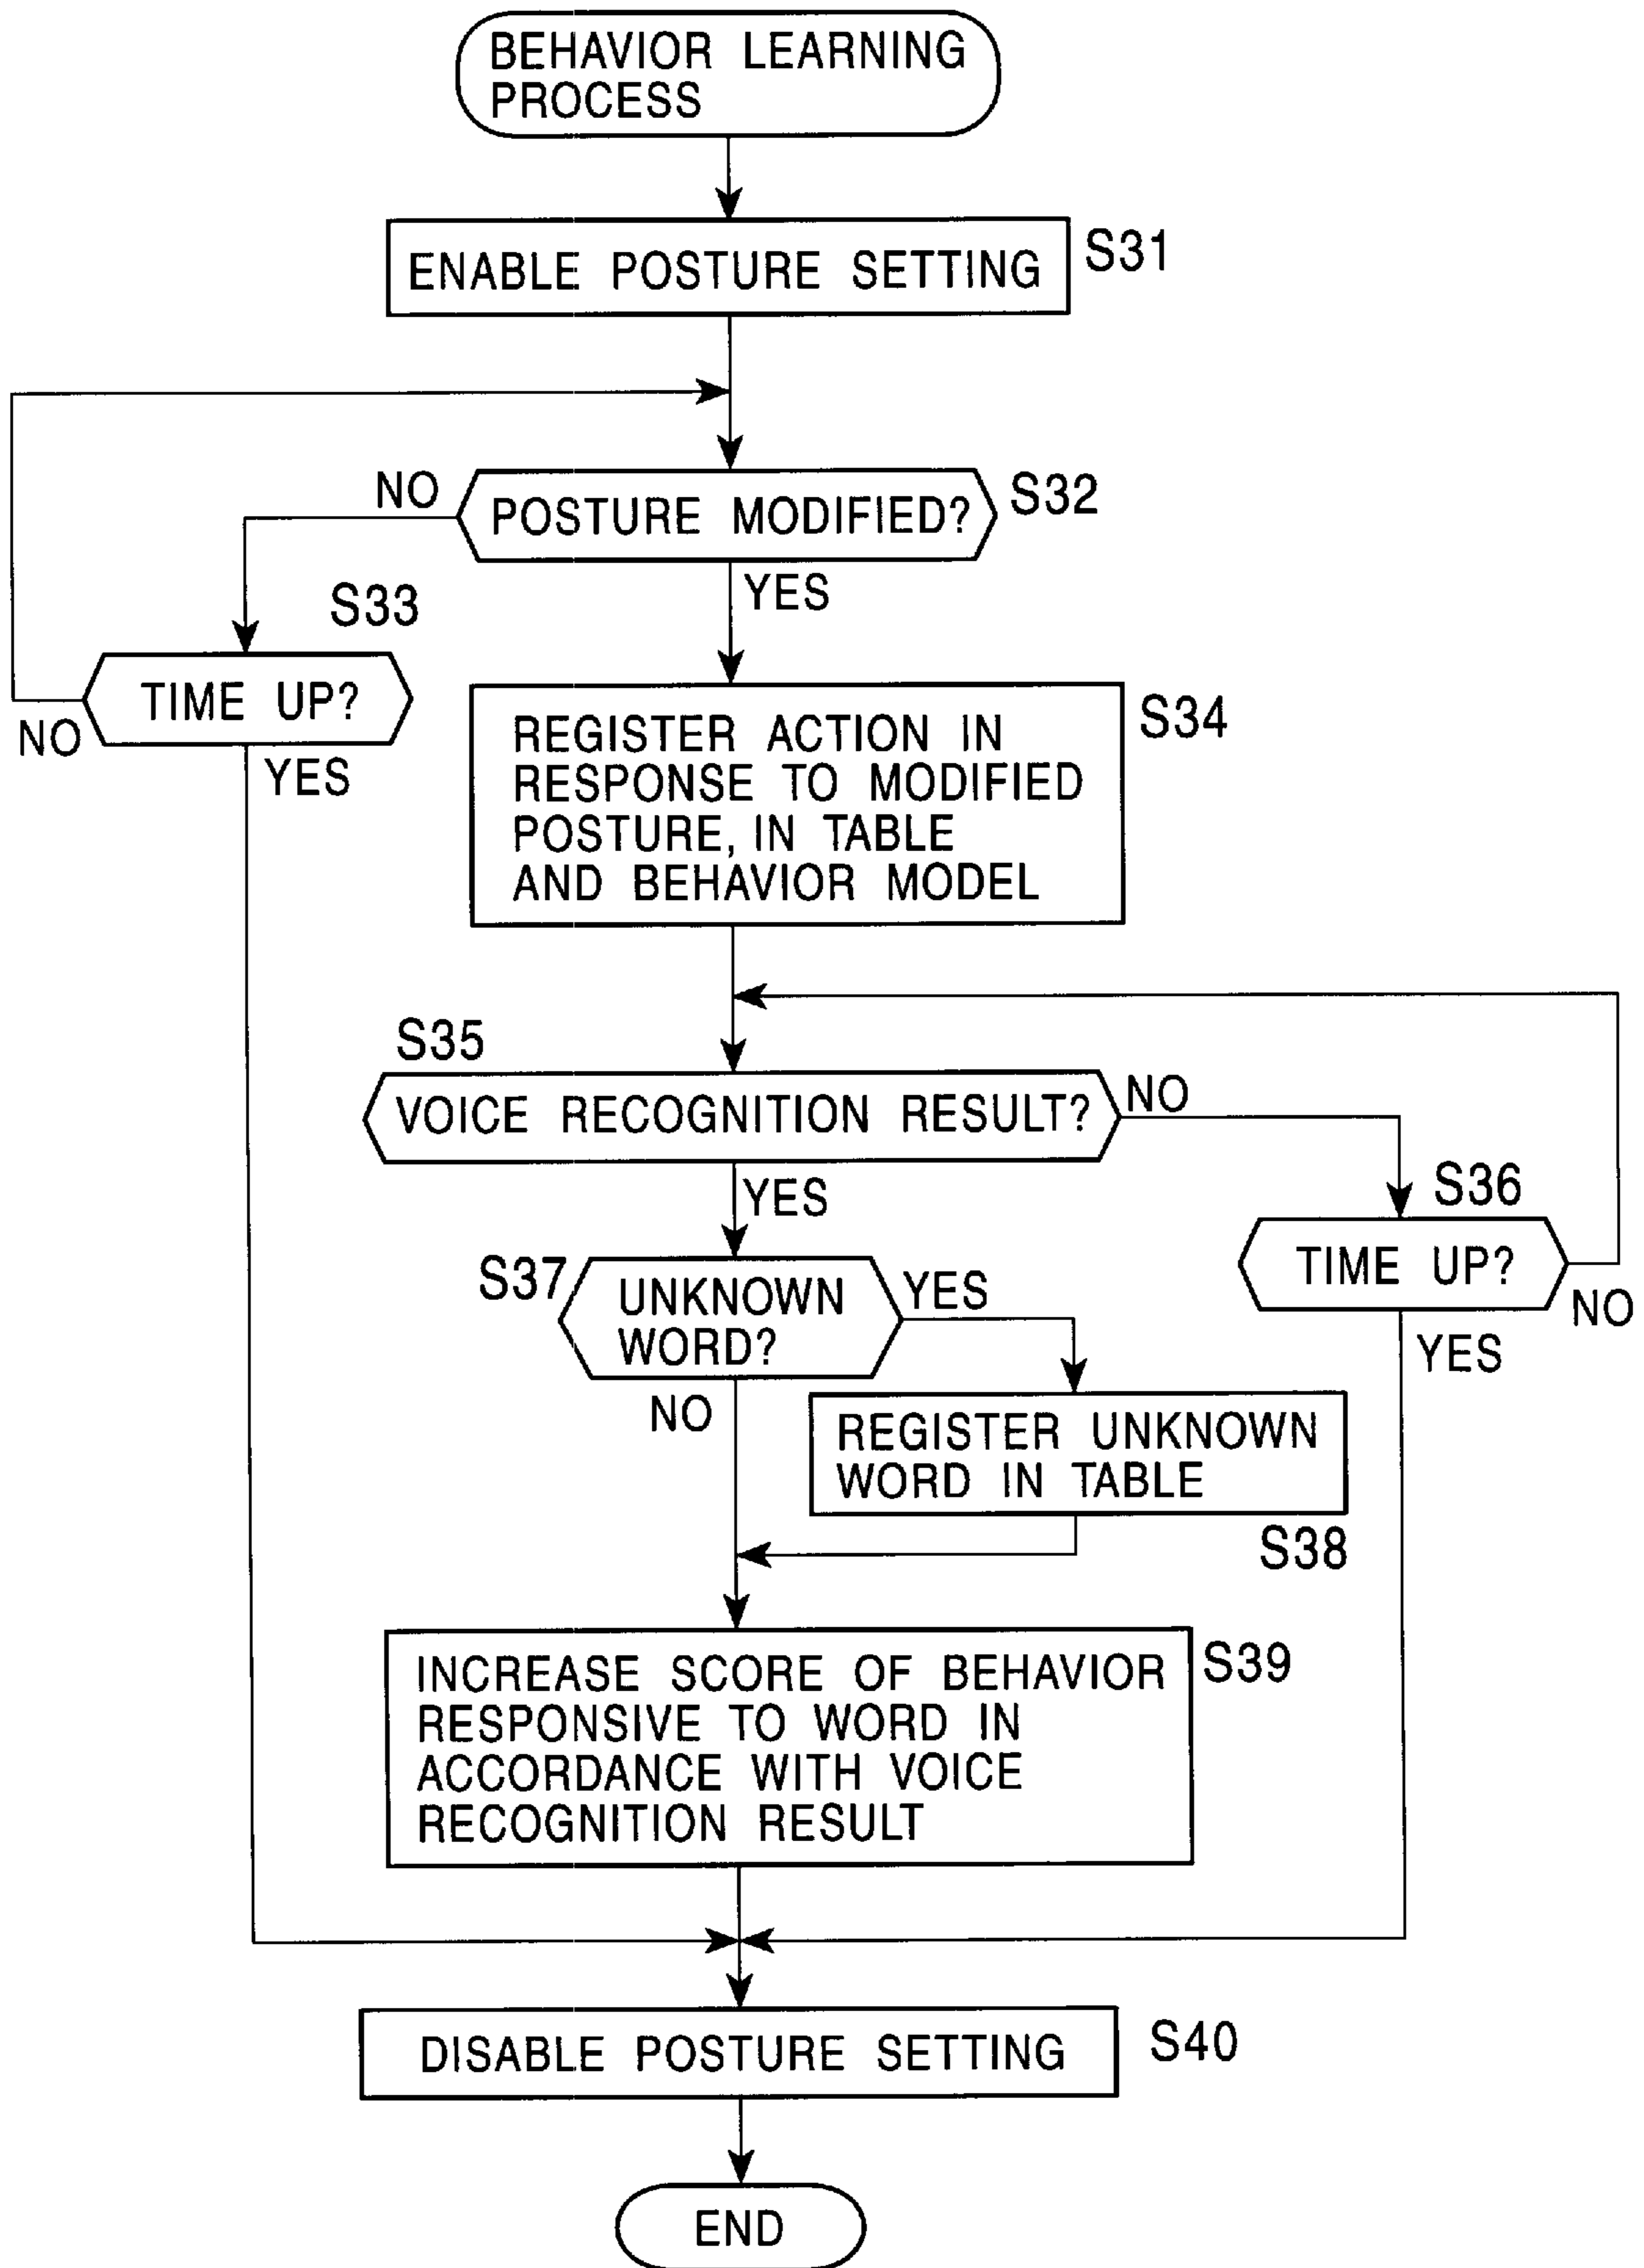 BEHAVIOR LEARNING
PROCESS
ENABLE POSTURE SETTING
S31
NO
POSTURE MODIFIED?
S32
YES
S33
TIME UP?
NO
YES
REGISTER ACTION IN
RESPONSE TO MODIFIED
POSTURE, IN TABLE
AND BEHAVIOR MODEL
S34
S35
VOICE RECOGNITION RESULT?
NO
YES
S36
TIME UP?
NO
YES
S37
UNKNOWN
WORD?
YES
NO
REGISTER UNKNOWN
WORD IN TABLE
S38
INCREASE SCORE OF BEHAVIOR
RESPONSIVE TO WORD IN
ACCORDANCE WITH VOICE
RECOGNITION RESULT
S39
DISABLE POSTURE SETTING
S40
END